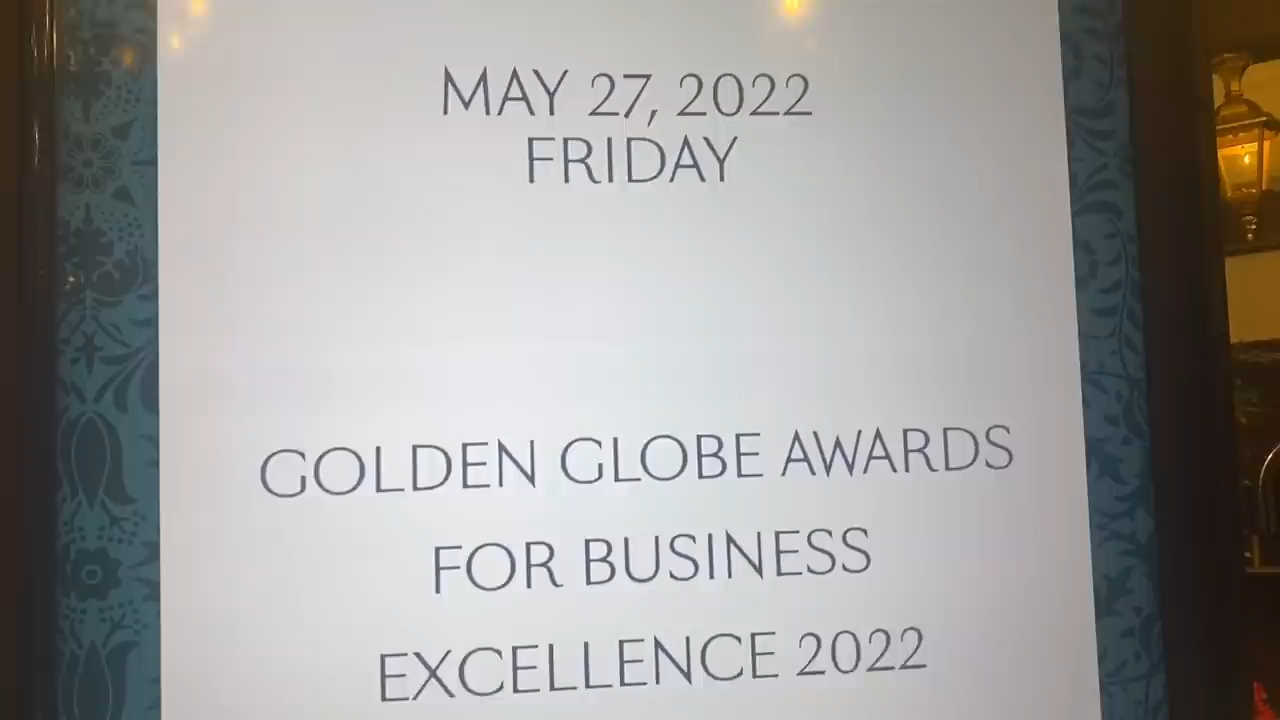 MAY 27, 2022
FRIDAY
GOLDEN GLOBE AWARDS
FOR BUSINESS
EXCELLENCE 2022